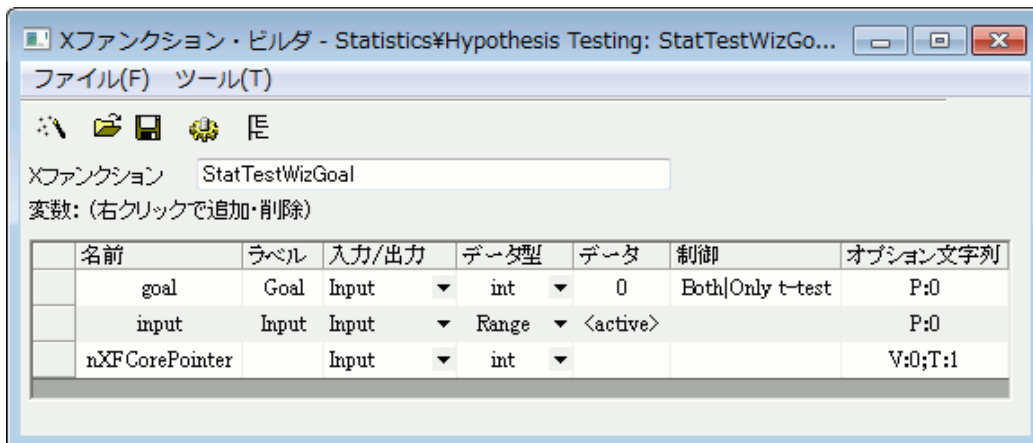 Xファンクション・ビルダ - Statistics¥Hypothesis Testing: StatTestWizGo...
ファイル(F) ツール(T)
Xファンクション StatTestWizGoal
変数: (右クリックで追加・削除)
名前 ラベル 入力/出力 データ型 データ 制御 オプション文字列
goal Goal Input int 0 Both|Only t-test P:0
input Input Input Range <active> P:0
nXFCorePointer Input int V:0;T:1